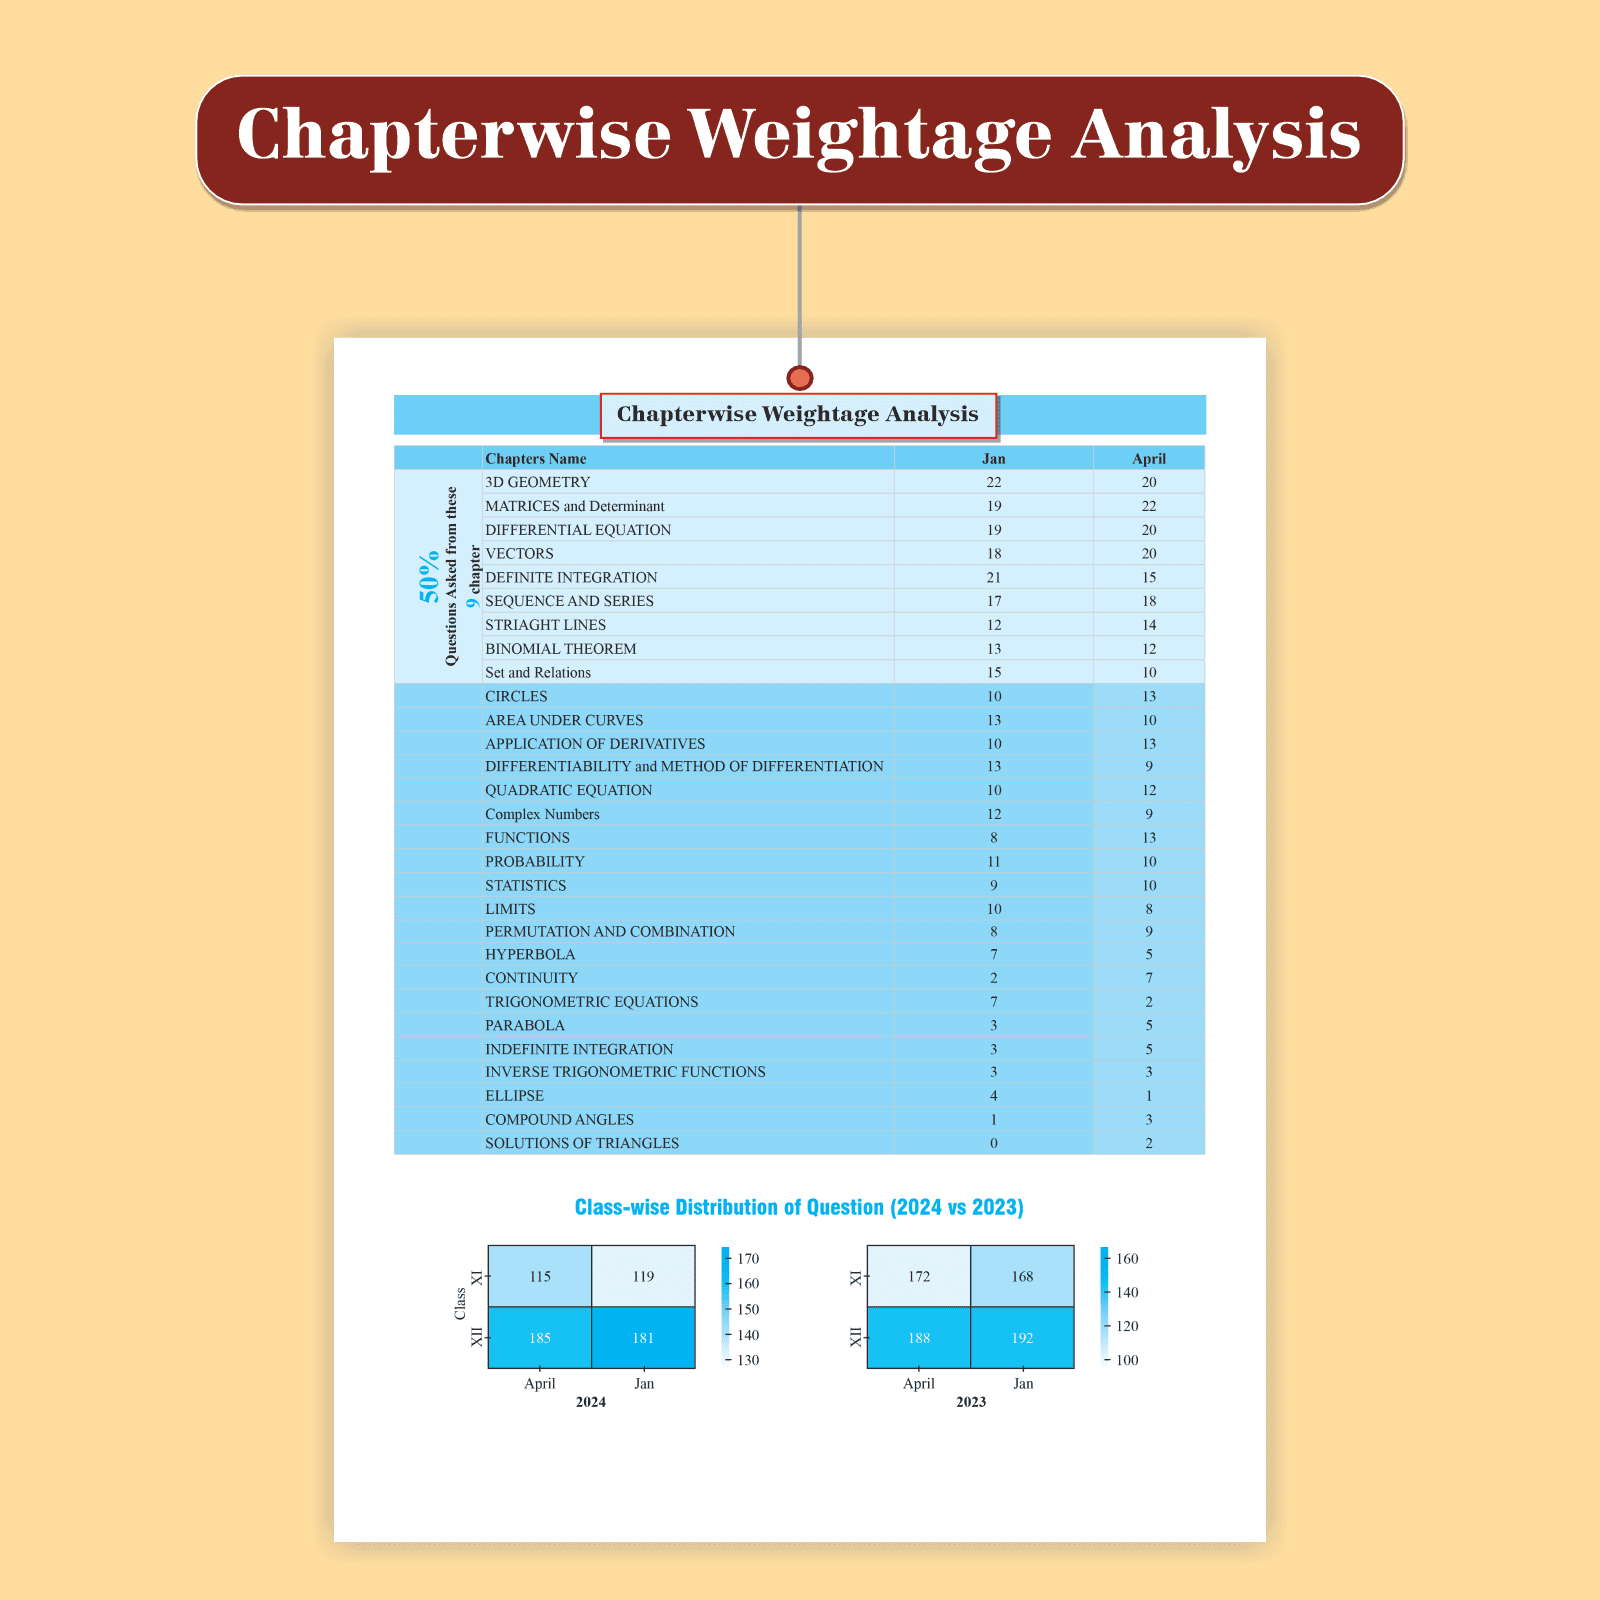 Chapterwise Weightage Analysis
Chapterwise Weightage Analysis
Chapters Name Jan April
50%
Questions Asked from these
9 chapter
3D GEOMETRY 22 20
MATRICES and Determinant 19 22
DIFFERENTIAL EQUATION 19 20
VECTORS 18 20
DEFINITE INTEGRATION 21 15
SEQUENCE AND SERIES 17 18
STRIAGHT LINES 12 14
BINOMIAL THEOREM 13 12
Set and Relations 15 10
CIRCLES 10 13
AREA UNDER CURVES 13 10
APPLICATION OF DERIVATIVES 10 13
DIFFERENTIABILITY and METHOD OF DIFFERENTIATION 13 9
QUADRATIC EQUATION 10 12
Complex Numbers 12 9
FUNCTIONS 8 13
PROBABILITY 11 10
STATISTICS 9 10
LIMITS 10 8
PERMUTATION AND COMBINATION 8 9
HYPERBOLA 7 5
CONTINUITY 2 7
TRIGONOMETRIC EQUATIONS 7 2
PARABOLA 3 5
INDEFINITE INTEGRATION 3 5
INVERSE TRIGONOMETRIC FUNCTIONS 3 3
ELLIPSE 4 1
COMPOUND ANGLES 1 3
SOLUTIONS OF TRIANGLES 0 2
Class-wise Distribution of Question (2024 vs 2023)
Class
XI 115 119
XII 185 181
April Jan
2024
170
160
150
140
130
XI 172 168
XII 188 192
April Jan
2023
160
140
120
100